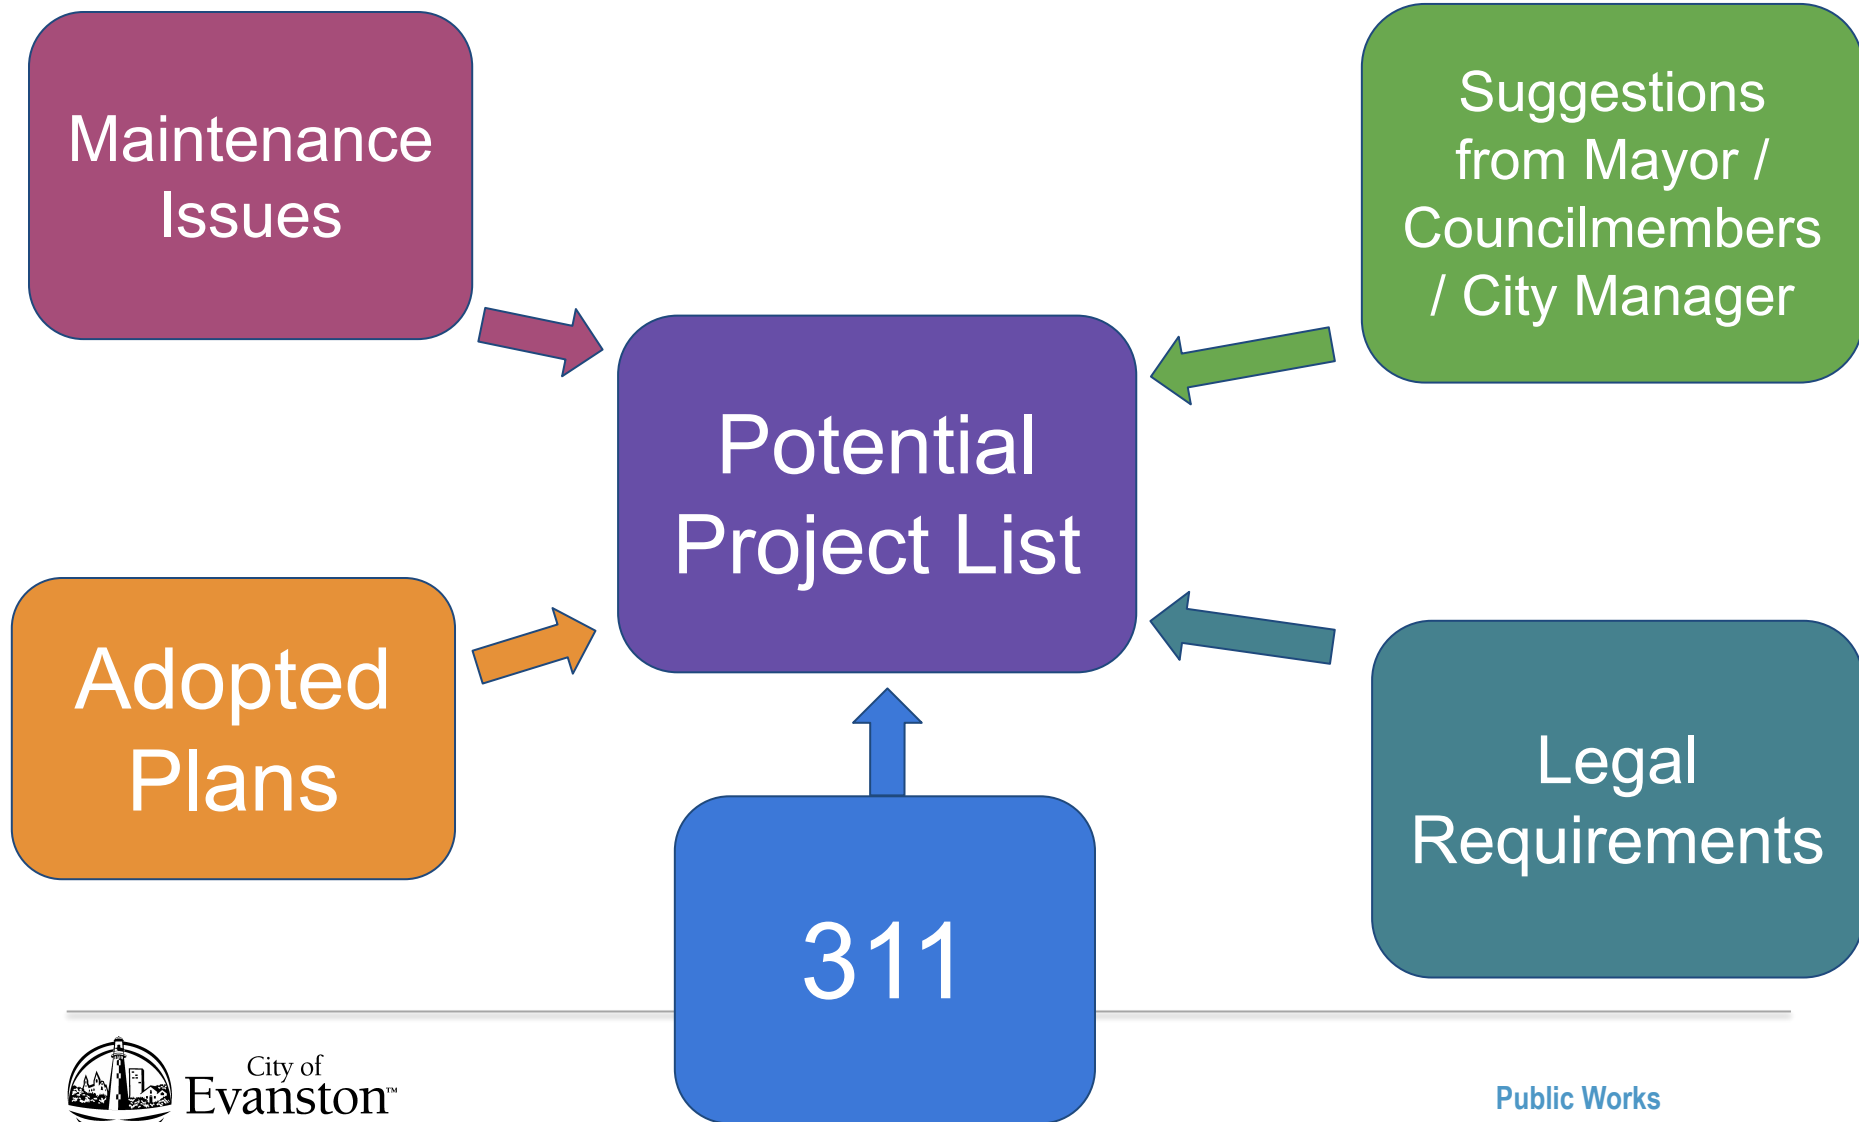 Maintenance
Issues
Suggestions
from Mayor /
Councilmembers
/ City Manager
Potential
Project List
Adopted
Plans
Legal
Requirements
311
City of
Evanston™
Public Works